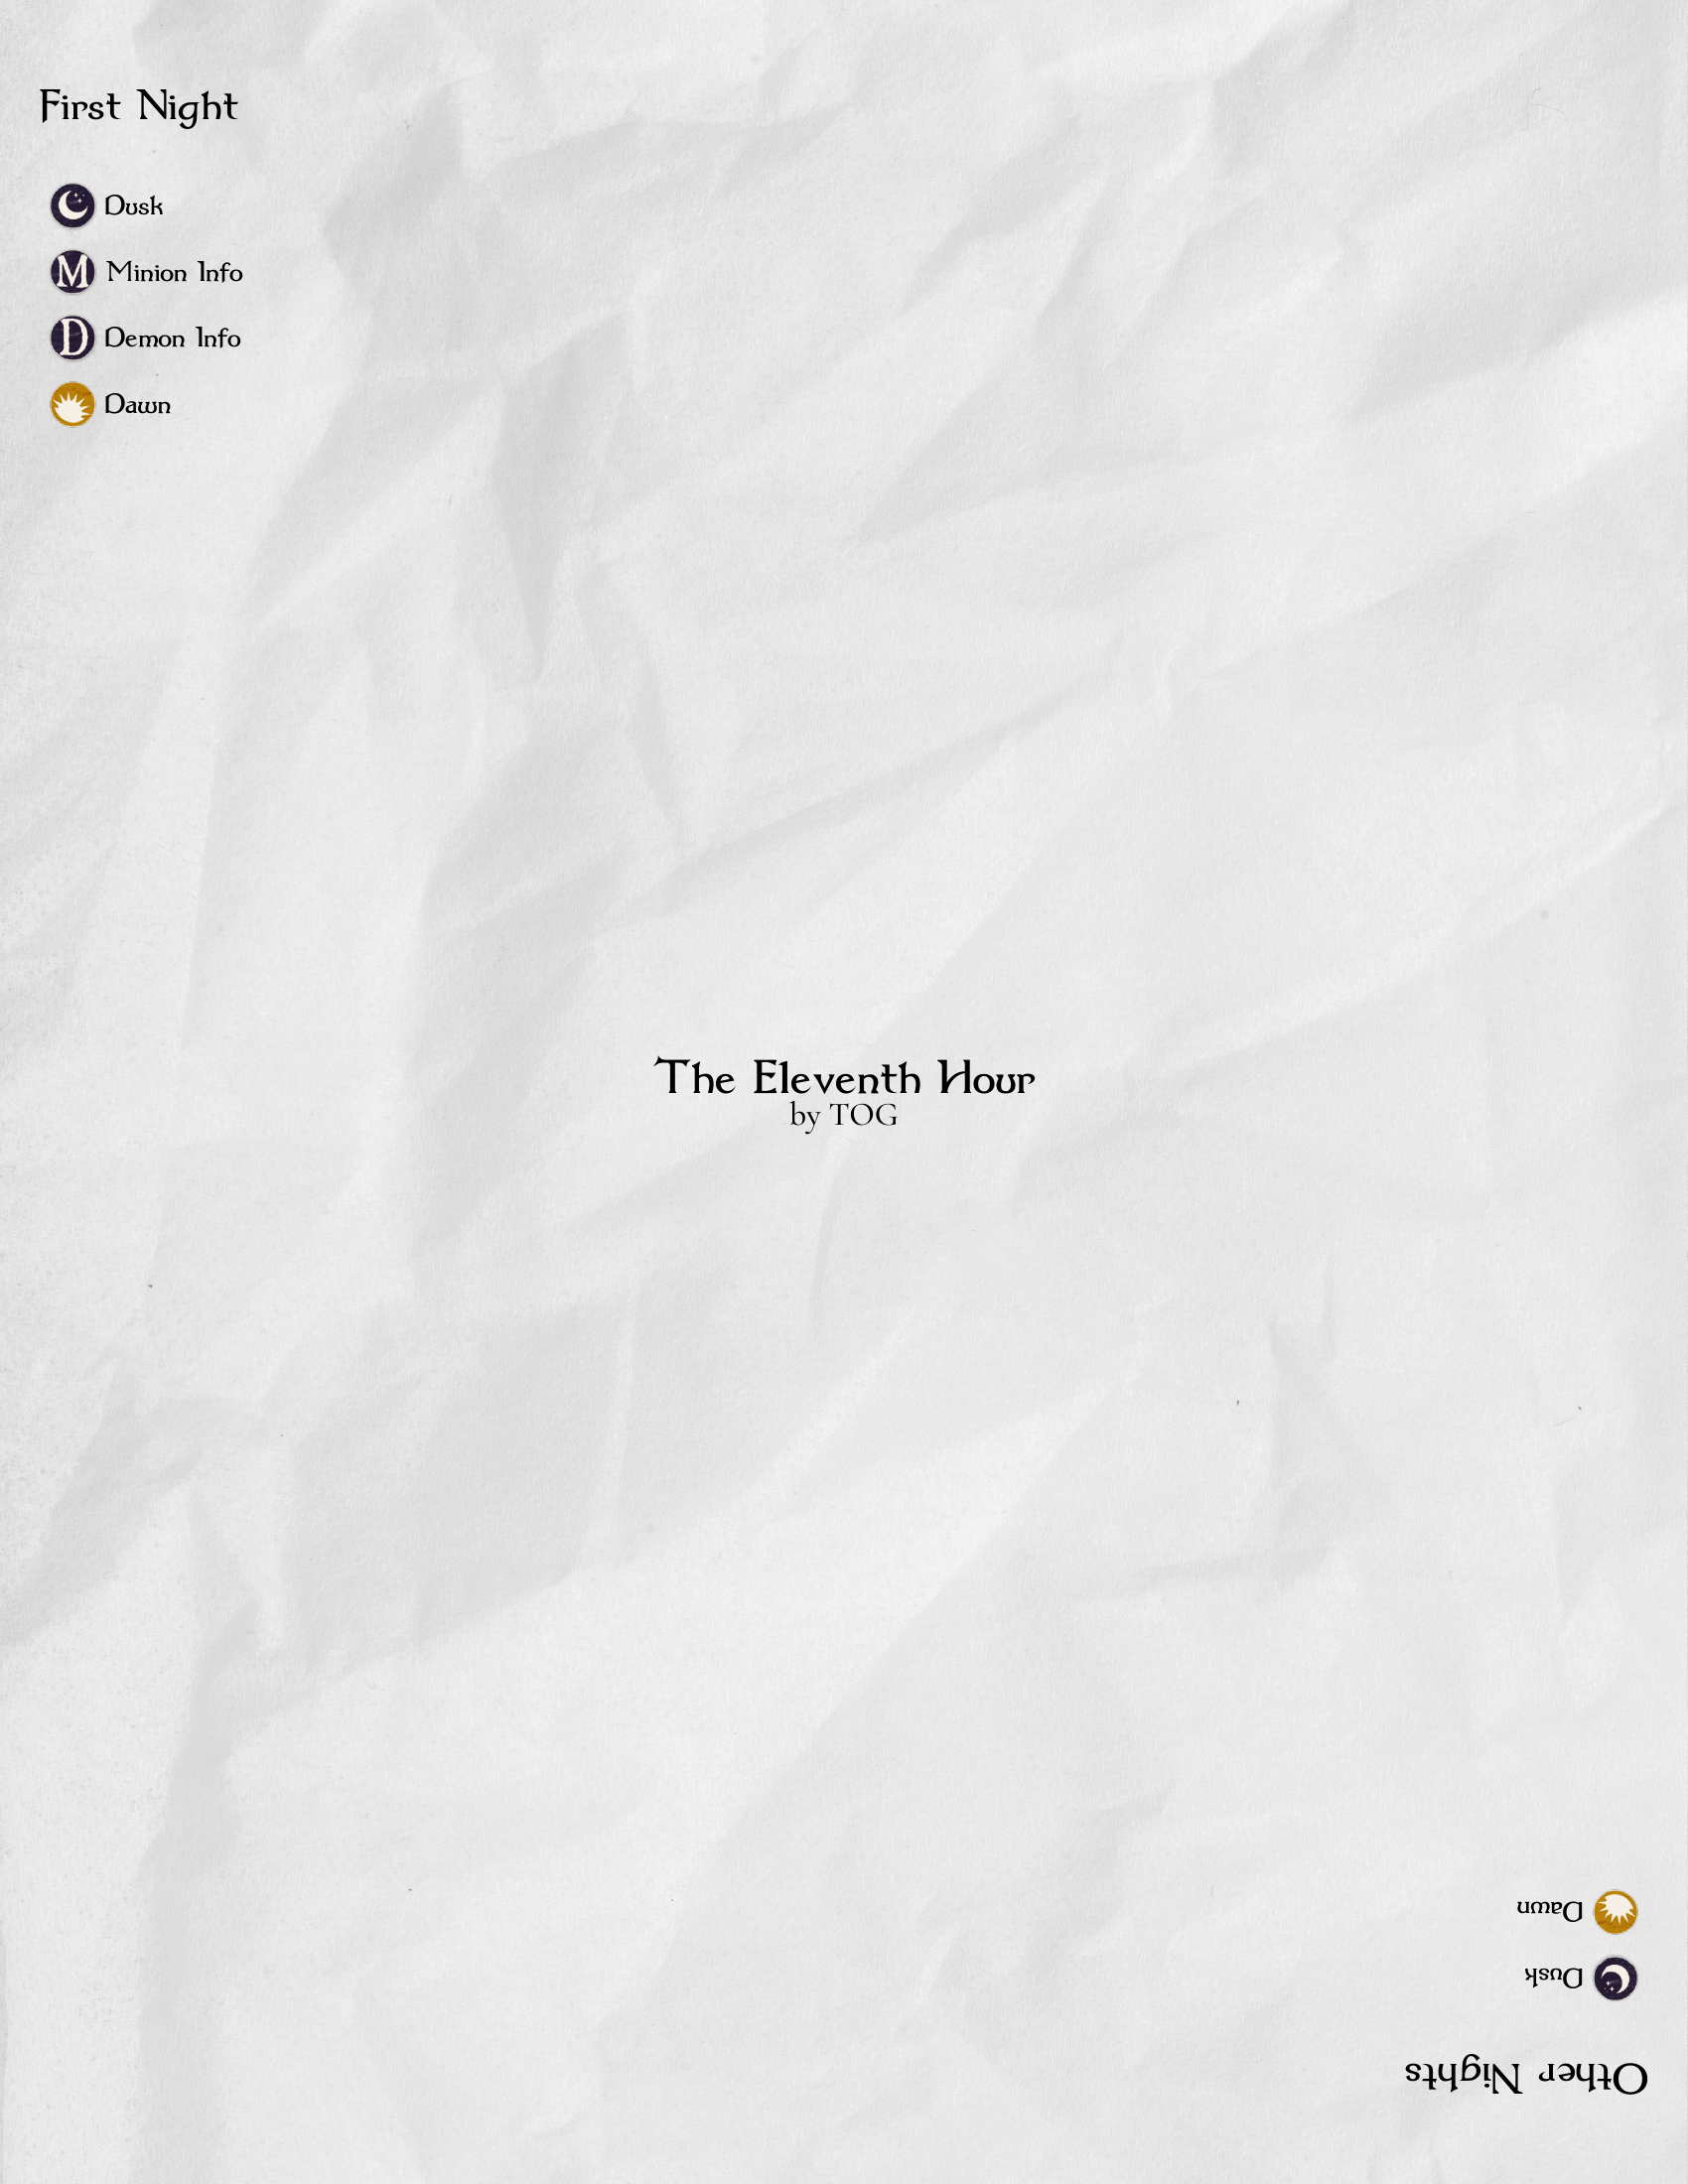 First Night
Dusk
M Minion Info
D Demon Info
Dawn
The Eleventh Hour
by TOG
Dawn
Dusk
Other Nights